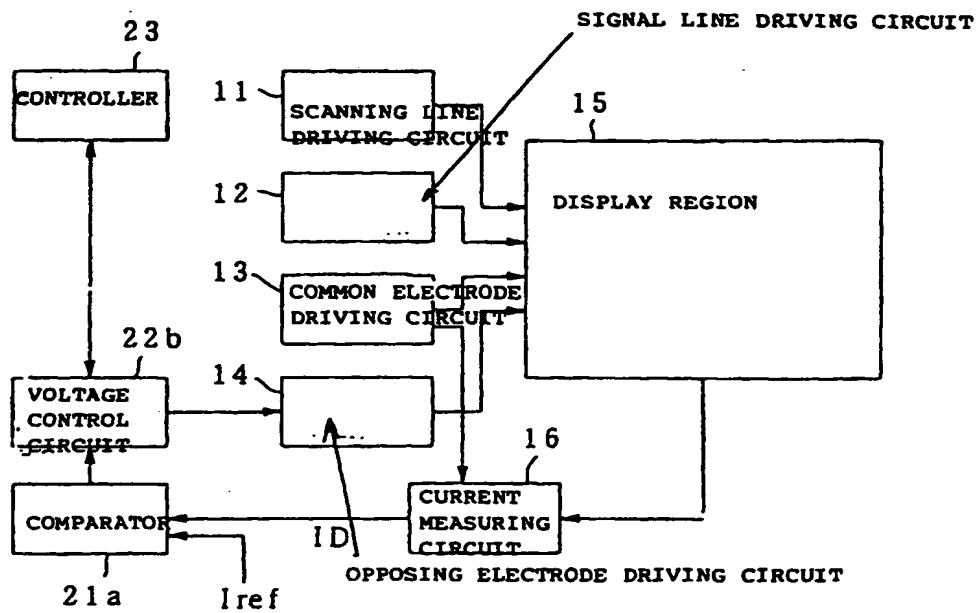 SIGNAL LINE DRIVING CIRCUIT
23
CONTROLLER
11
SCANNING LINE
DRIVING CIRCUIT
15
DISPLAY REGION
12
13
COMMON ELECTRODE
DRIVING CIRCUIT
22b
VOLTAGE
CONTROL
CIRCUIT
14
16
CURRENT
MEASURING
CIRCUIT
COMPARATOR
ID
OPPOSING ELECTRODE DRIVING CIRCUIT
21a
Iref